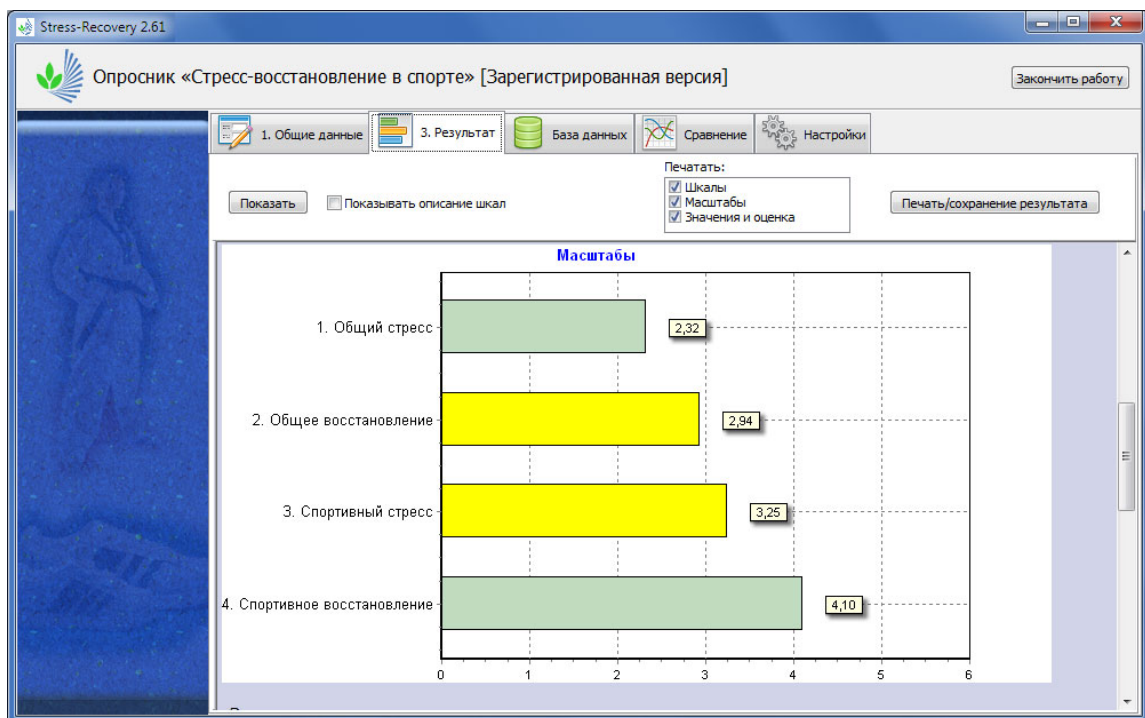 Stress-Recovery 2.61
Опросник «Стресс-восстановление в спорте» [Зарегистрированная версия]
Закончить работу
1. Общие данные
3. Результат
База данных
Сравнение
Настройки
Печатать:
Показать
Показывать описание шкал
Шкалы
Масштабы
Значения и оценка
Печать/сохранение результата
Масштабы
1. Общий стресс
2,32
2. Общее восстановление
2,94
3. Спортивный стресс
3,25
4. Спортивное восстановление
4,10
0 1 2 3 4 5 6